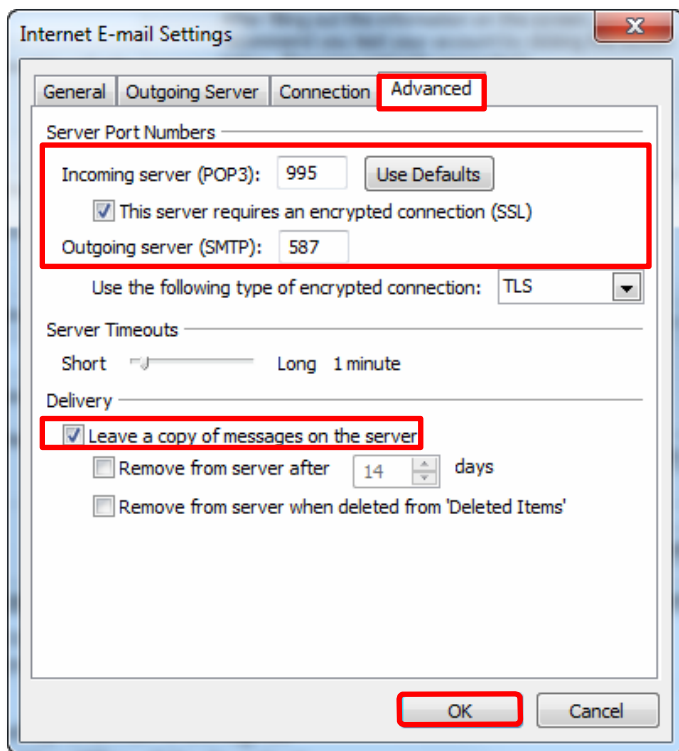 Internet E-mail Settings
X
General Outgoing Server Connection Advanced
Server Port Numbers
Incoming server (POP3): 995 Use Defaults
This server requires an encrypted connection (SSL)
Outgoing server (SMTP): 587
Use the following type of encrypted connection: TLS
Server Timeouts
Short Long 1 minute
Delivery
Leave a copy of messages on the server
Remove from server after 14 days
Remove from server when deleted from 'Deleted Items'
OK Cancel